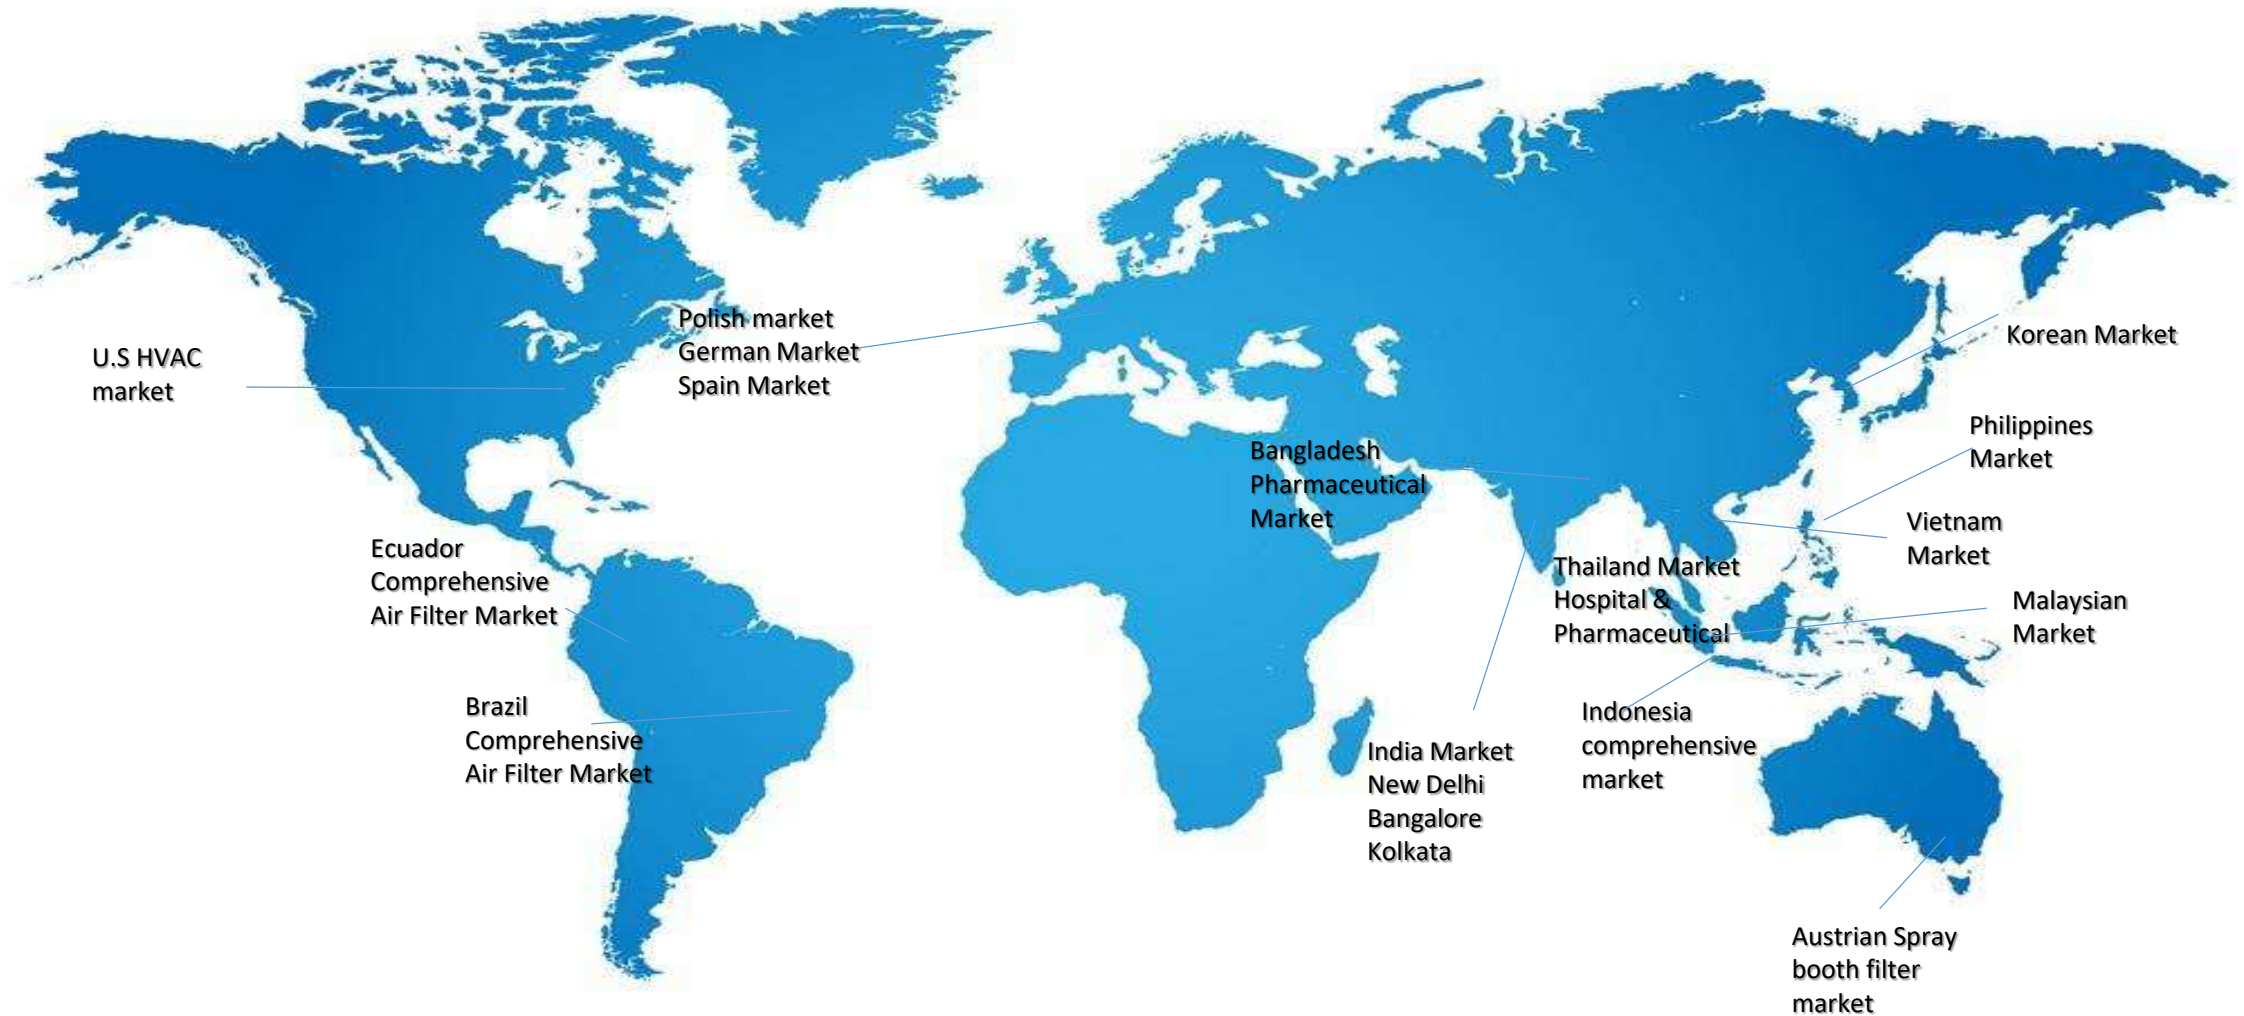 Polish market
German Market
Spain Market
U.S HVAC
market
Korean Market
Philippines
Market
Bangladesh
Pharmaceutical
Market
Vietnam
Market
Ecuador
Comprehensive
Air Filter Market
Thailand Market
Hospital &
Pharmaceutical
Malaysian
Market
Brazil
Comprehensive
Air Filter Market
Indonesia
comprehensive
market
India Market
New Delhi
Bangalore
Kolkata
Austrian Spray
booth filter
market